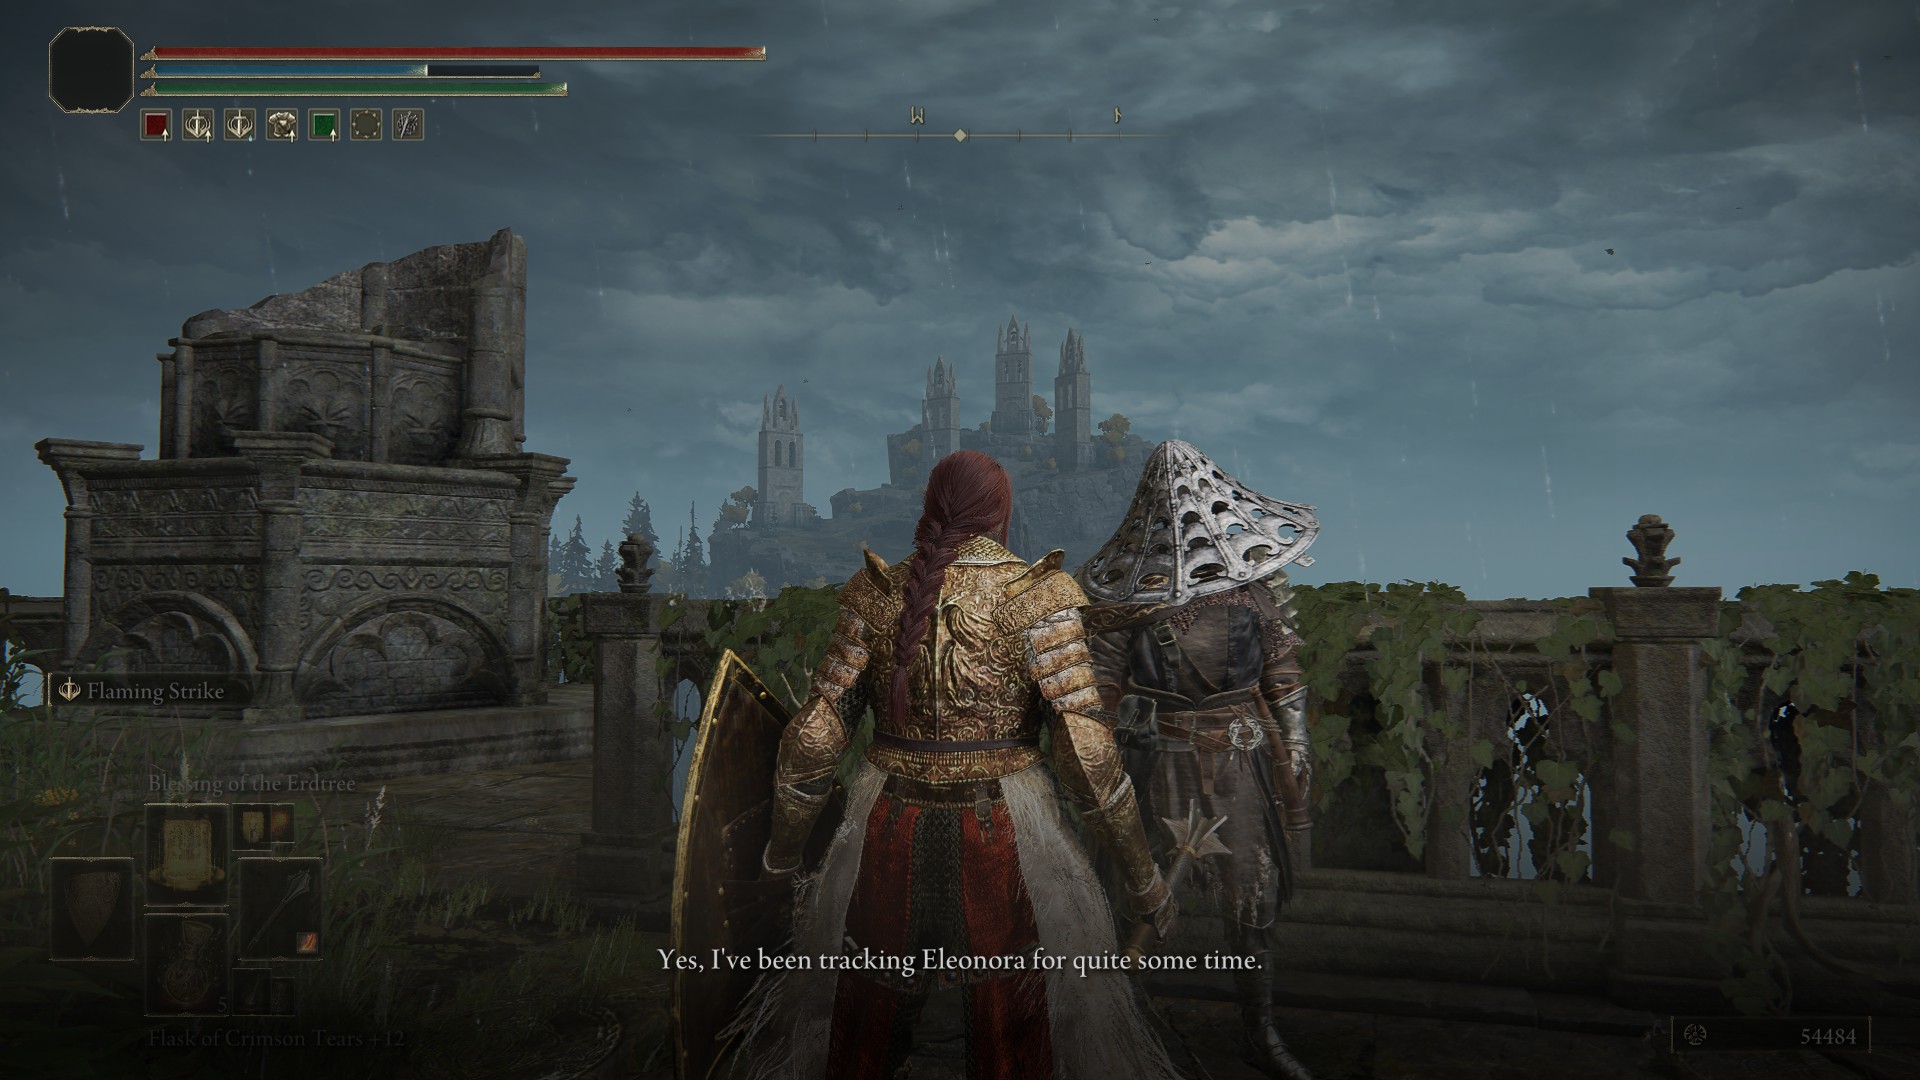 W
N
Flaming Strike
Blessing of the Erdtree
5
Flask of Crimson Tears +12
Yes, I've been tracking Eleonora for quite some time.
54484